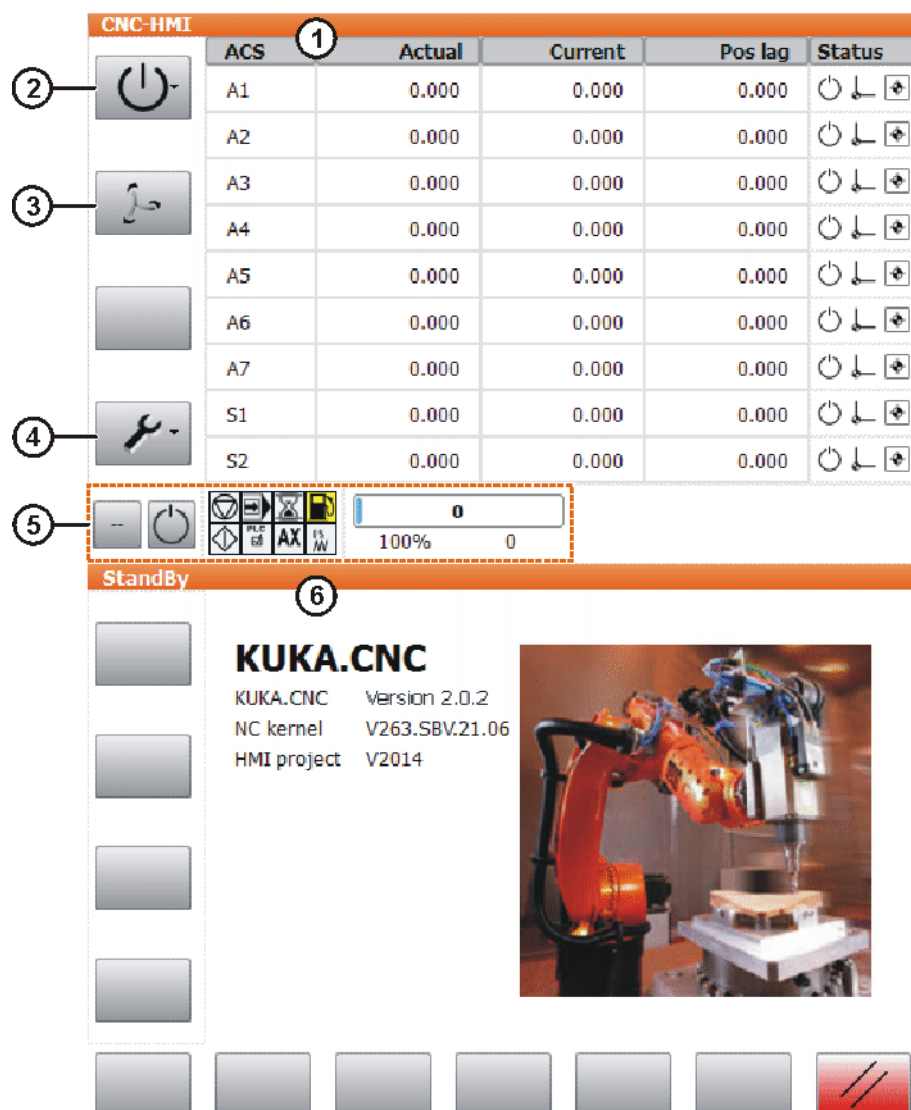 CNC-HMI
1
ACS Actual Current Pos lag Status
2
A1 0.000 0.000 0.000
A2 0.000 0.000 0.000
3
A3 0.000 0.000 0.000
A4 0.000 0.000 0.000
A5 0.000 0.000 0.000
A6 0.000 0.000 0.000
A7 0.000 0.000 0.000
4
S1 0.000 0.000 0.000
S2 0.000 0.000 0.000
5
-- 0
PLC AX
100% 0
StandBy
6
KUKA.CNC
KUKA.CNC Version 2.0.2
NC kernel V263.SBV.21.06
HMI project V2014